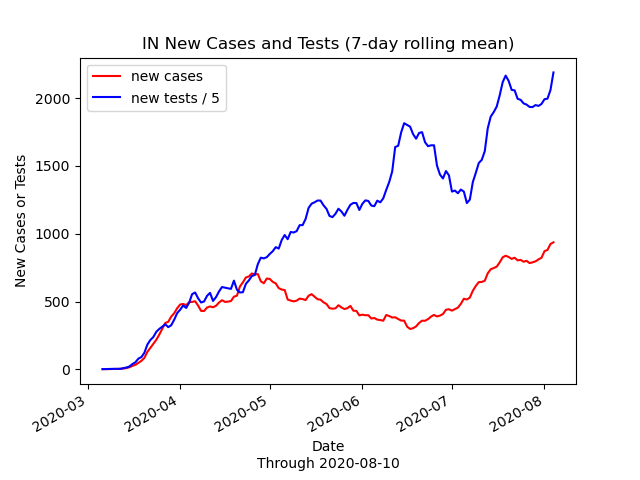 IN New Cases and Tests (7-day rolling mean)
new cases
new tests / 5
New Cases or Tests
2000
1500
1000
500
0
2020-03
2020-04
2020-05
2020-06
2020-07
2020-08
Date
Through 2020-08-10